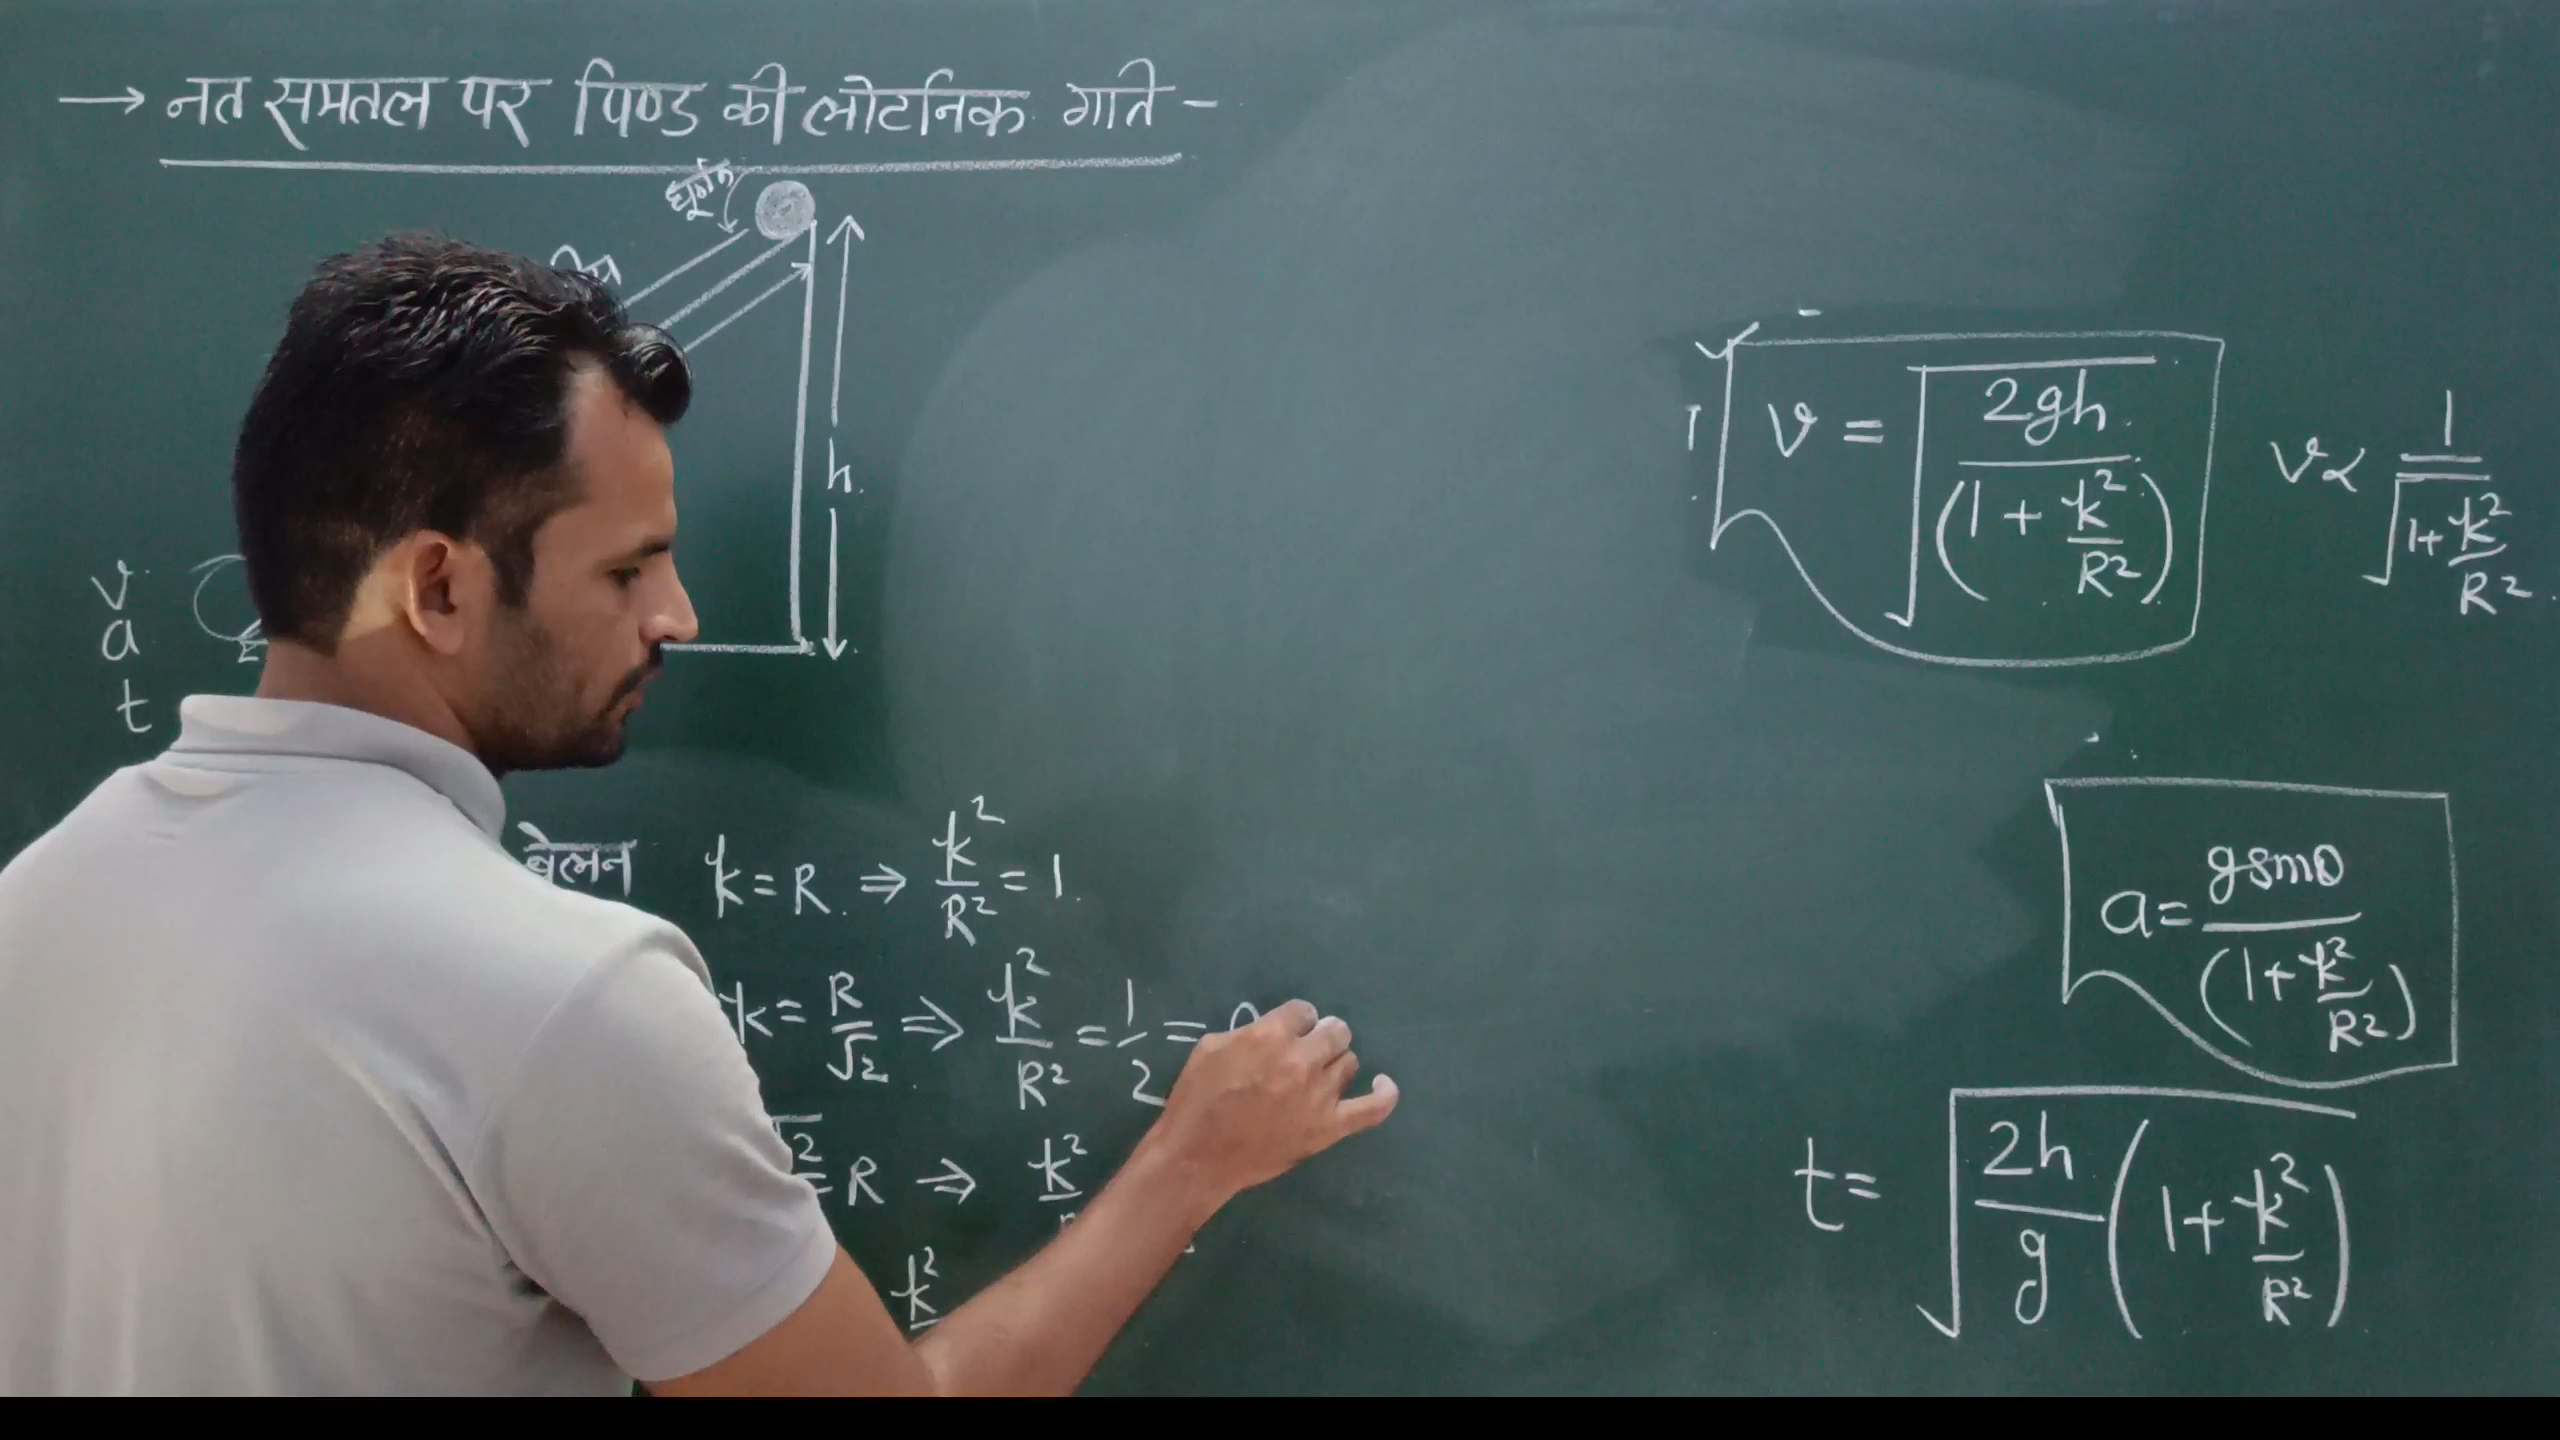 → नत समतल पर पिण्ड की लोटनिक गति -
घूर्णन
h
v
a
t
बेलन k = R ⇒ k²/R² = 1
k = R/√2 ⇒ k²/R² = 1/2 =
R ⇒ k²
k²
v = √(2gh/(1 + k²/R²))
v ∝ 1/√(1 + k²/R²)
a = g sinθ/(1 + k²/R²)
t = √(2h/g (1 + k²/R²))